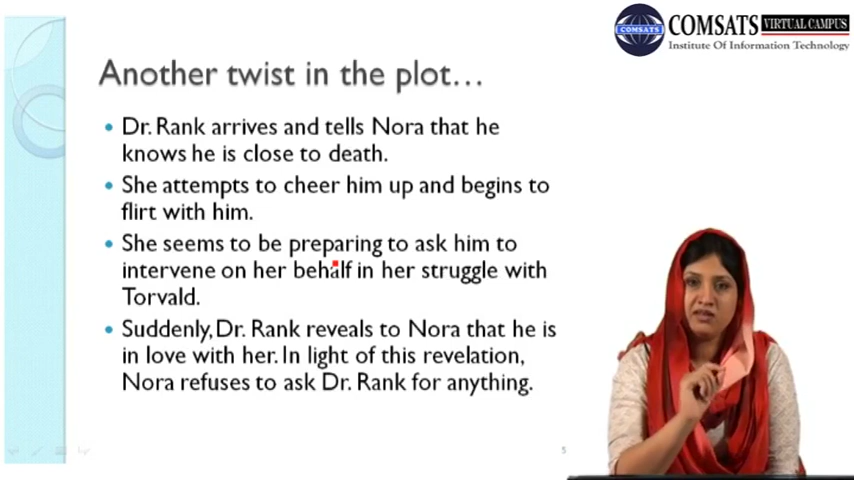 COMSATS VIRTUAL CAMPUS
COMSATS
Institute Of Information Technology
Another twist in the plot...
Dr. Rank arrives and tells Nora that he
knows he is close to death.
She attempts to cheer him up and begins to
flirt with him.
She seems to be preparing to ask him to
intervene on her behalf in her struggle with
Torvald.
Suddenly, Dr. Rank reveals to Nora that he is
in love with her. In light of this revelation,
Nora refuses to ask Dr. Rank for anything.
5